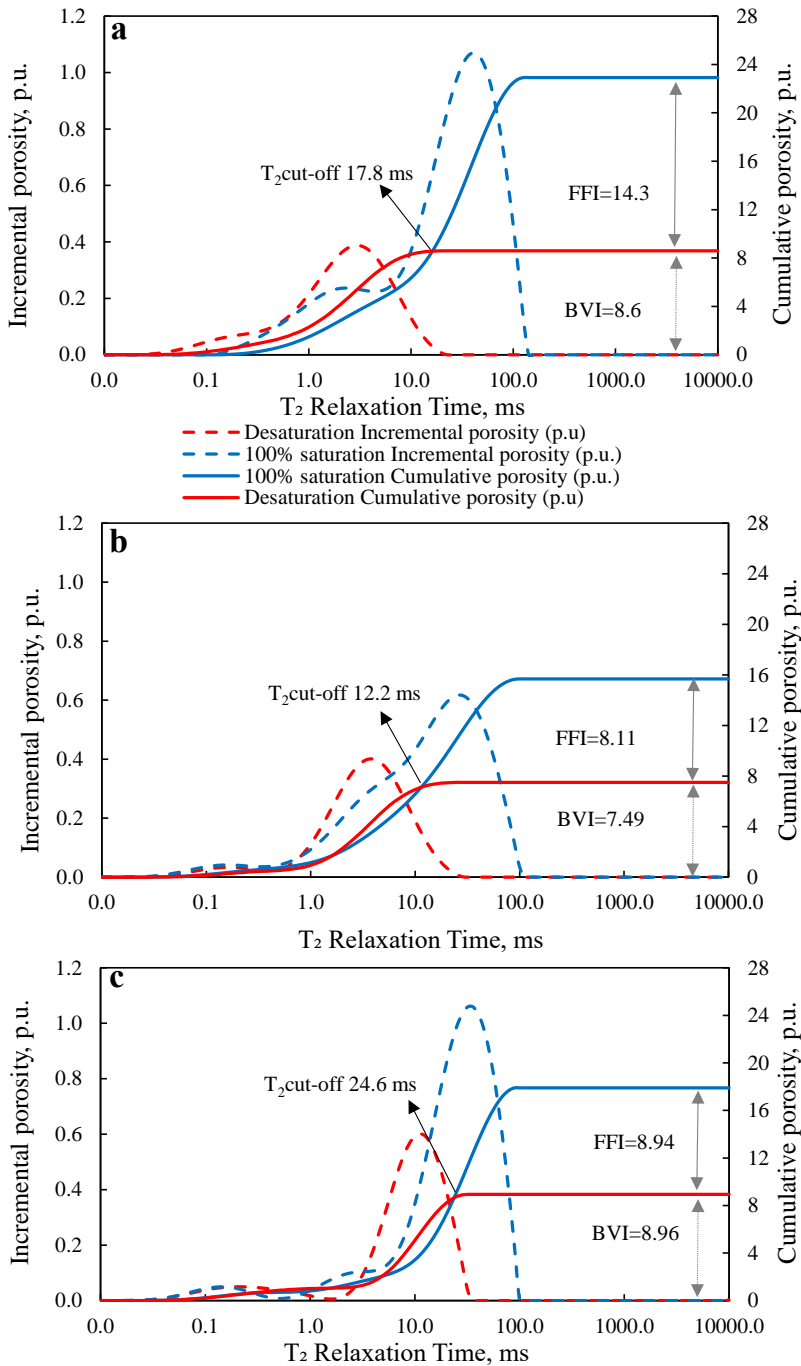 a
Incremental porosity, p.u.
Cumulative porosity, p.u.
1.2
1.0
0.8
0.6
0.4
0.2
0.0
28
24
20
16
12
8
4
0
T₂cut-off 17.8 ms
FFI=14.3
BVI=8.6
0.0 0.1 1.0 10.0 100.0 1000.0 10000.0
T₂ Relaxation Time, ms
Desaturation Incremental porosity (p.u)
100% saturation Incremental porosity (p.u.)
100% saturation Cumulative porosity (p.u.)
Desaturation Cumulative porosity (p.u)
b
Incremental porosity, p.u.
Cumulative porosity, p.u.
1.2
1.0
0.8
0.6
0.4
0.2
0.0
28
24
20
16
12
8
4
0
T₂cut-off 12.2 ms
FFI=8.11
BVI=7.49
0.0 0.1 1.0 10.0 100.0 1000.0 10000.0
T₂ Relaxation Time, ms
c
Incremental porosity, p.u.
Cumulative porosity, p.u.
1.2
1.0
0.8
0.6
0.4
0.2
0.0
28
24
20
16
12
8
4
0
T₂cut-off 24.6 ms
FFI=8.94
BVI=8.96
0.0 0.1 1.0 10.0 100.0 1000.0 10000.0
T₂ Relaxation Time, ms